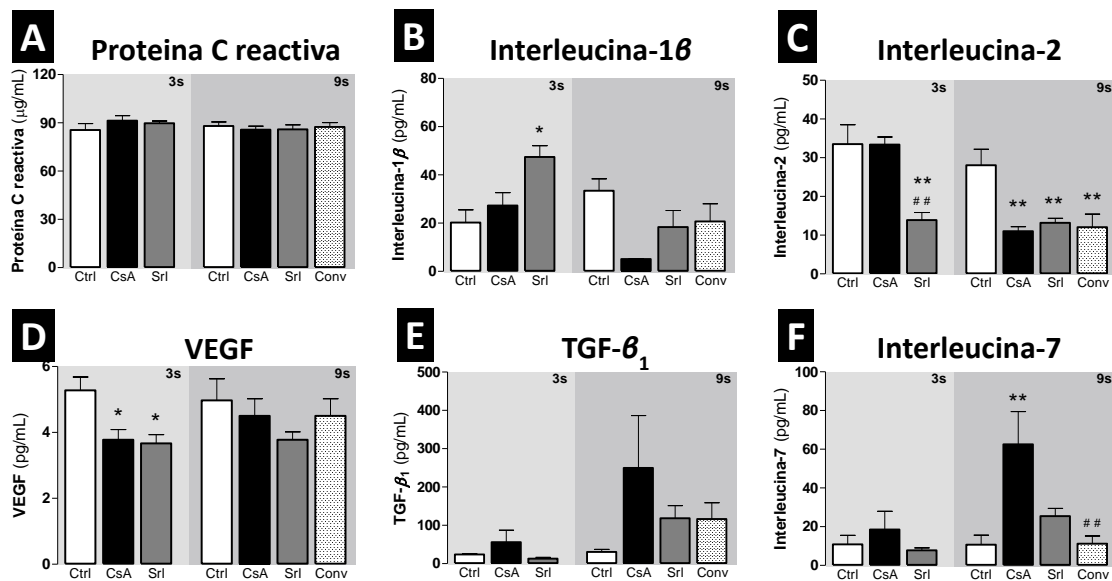 A
Proteina C reactiva
Proteína C reactiva (µg/mL)
120
90
60
30
0
3s
9s
Ctrl CsA Srl Ctrl CsA Srl Conv
B
Interleucina-1β
Interleucina-1β (pg/mL)
80
60
40
20
0
3s
9s
*
Ctrl CsA Srl Ctrl CsA Srl Conv
C
Interleucina-2
Interleucina-2 (pg/mL)
50
40
30
20
10
0
3s
9s
**
##
** ** **
Ctrl CsA Srl Ctrl CsA Srl Conv
D
VEGF
VEGF (pg/mL)
6
4
2
0
3s
9s
* *
Ctrl CsA Srl Ctrl CsA Srl Conv
E
TGF-β1
TGF-β1 (pg/mL)
500
400
300
200
100
0
3s
9s
Ctrl CsA Srl Ctrl CsA Srl Conv
F
Interleucina-7
Interleucina-7 (pg/mL)
100
80
60
40
20
0
3s
9s
**
##
Ctrl CsA Srl Ctrl CsA Srl Conv